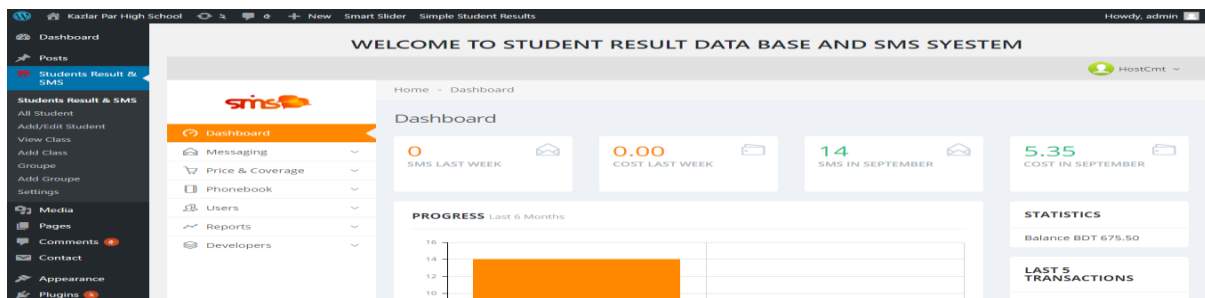 Kazlar Par High School
New
Smart Slider
Simple Student Results
Howdy, admin
Dashboard
Posts
Students Result &
SMS
Students Result & SMS
All Student
Add/Edit Student
View Class
Add Class
Groupe
Add Groupe
Settings
Media
Pages
Comments
Contact
Appearance
Plugins
WELCOME TO STUDENT RESULT DATA BASE AND SMS SYESTEM
HostCmt
sms
Dashboard
Messaging
Price & Coverage
Phonebook
Users
Reports
Developers
Home - Dashboard
Dashboard
0
SMS LAST WEEK
0.00
COST LAST WEEK
14
SMS IN SEPTEMBER
5.35
COST IN SEPTEMBER
PROGRESS Last 6 Months
16
14
12
10
STATISTICS
Balance BDT 675.50
LAST 5
TRANSACTIONS